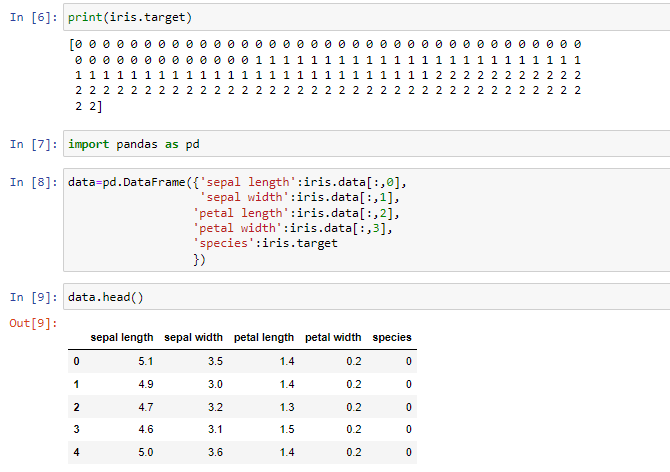 In [6]: print(iris.target)
[0 0 0 0 0 0 0 0 0 0 0 0 0 0 0 0 0 0 0 0 0 0 0 0 0 0 0 0 0 0 0 0 0 0 0 0 0
0 0 0 0 0 0 0 0 0 0 0 0 0 1 1 1 1 1 1 1 1 1 1 1 1 1 1 1 1 1 1 1 1 1 1 1 1
1 1 1 1 1 1 1 1 1 1 1 1 1 1 1 1 1 1 1 1 1 1 1 1 1 1 2 2 2 2 2 2 2 2 2 2 2
2 2 2 2 2 2 2 2 2 2 2 2 2 2 2 2 2 2 2 2 2 2 2 2 2 2 2 2 2 2 2 2 2 2 2 2 2
2 2]
In [7]: import pandas as pd
In [8]: data=pd.DataFrame({'sepal length':iris.data[:,0],
'sepal width':iris.data[:,1],
'petal length':iris.data[:,2],
'petal width':iris.data[:,3],
'species':iris.target
})
In [9]: data.head()
Out[9]:
sepal length sepal width petal length petal width species
0 5.1 3.5 1.4 0.2 0
1 4.9 3.0 1.4 0.2 0
2 4.7 3.2 1.3 0.2 0
3 4.6 3.1 1.5 0.2 0
4 5.0 3.6 1.4 0.2 0